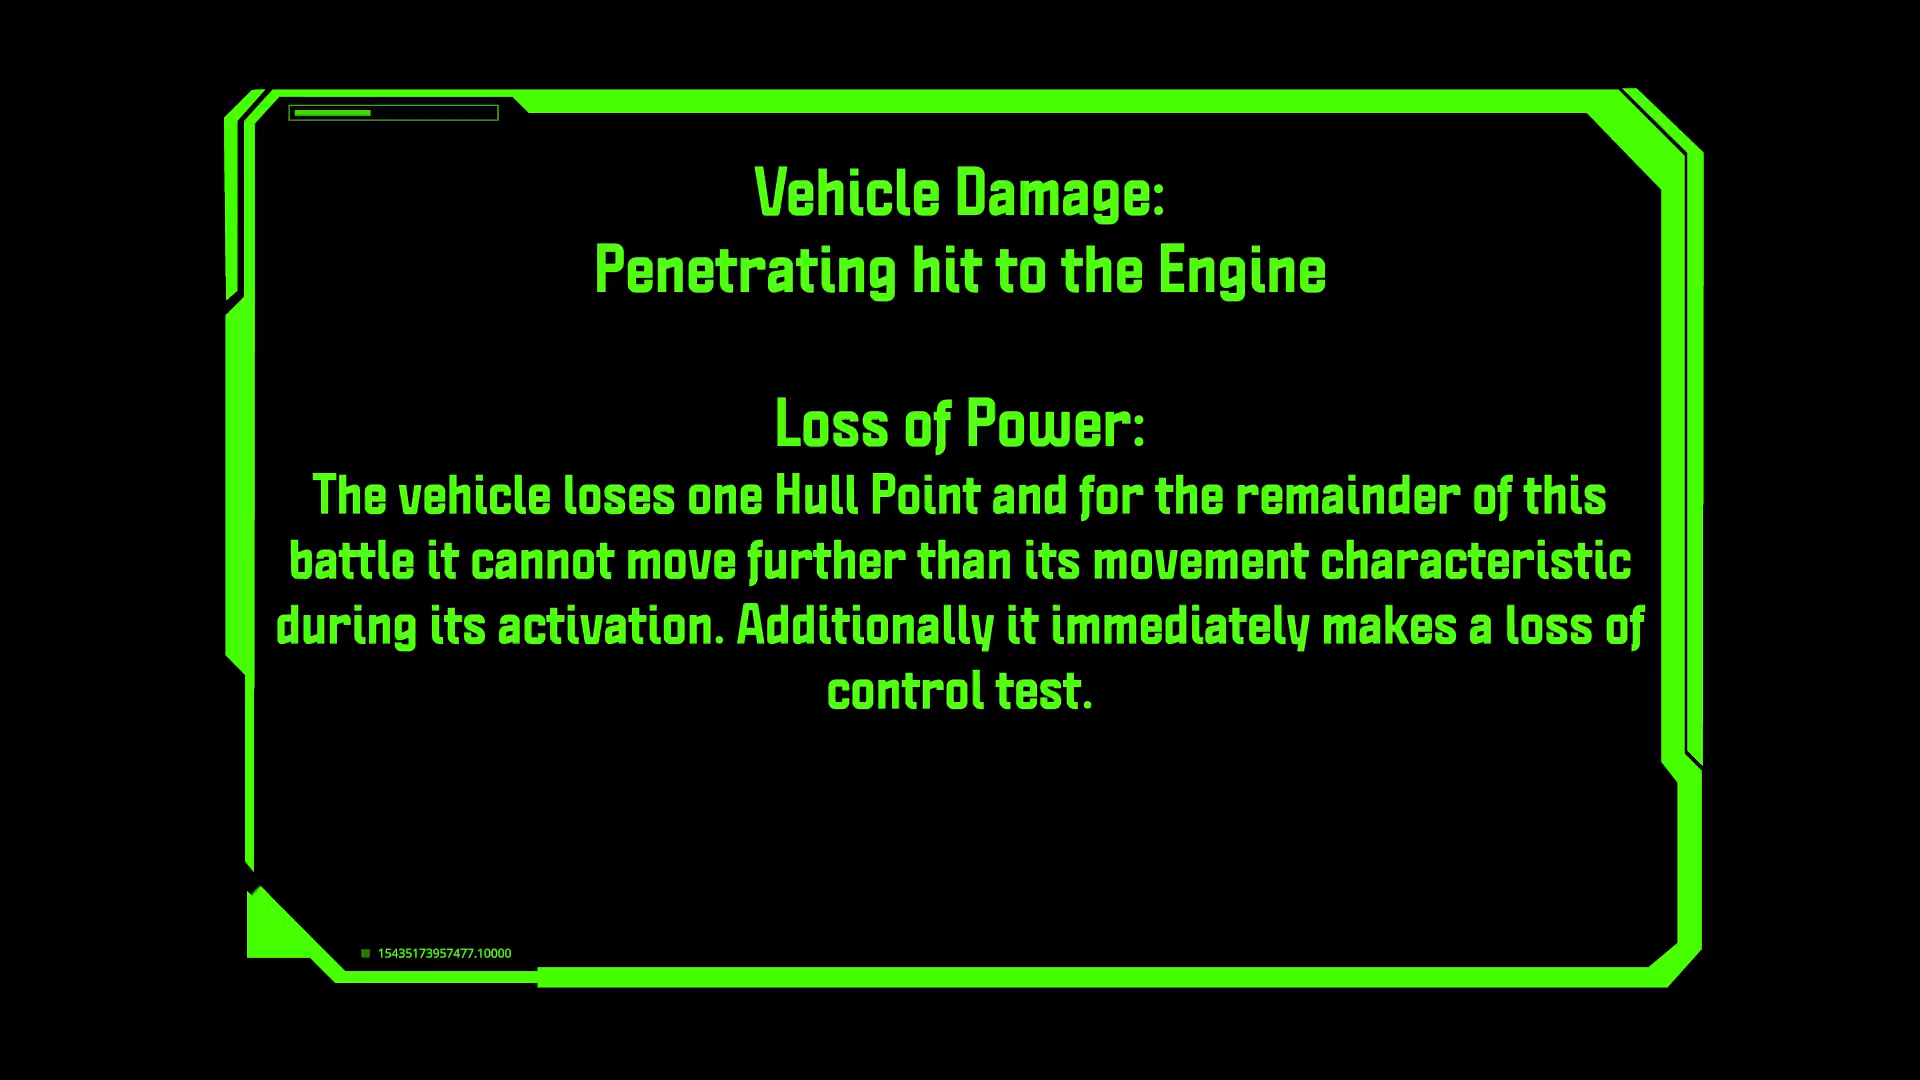 Vehicle Damage:
Penetrating hit to the Engine
Loss of Power:
The vehicle loses one Hull Point and for the remainder of this
battle it cannot move further than its movement characteristic
during its activation. Additionally it immediately makes a loss of
control test.
15435173957477.10000